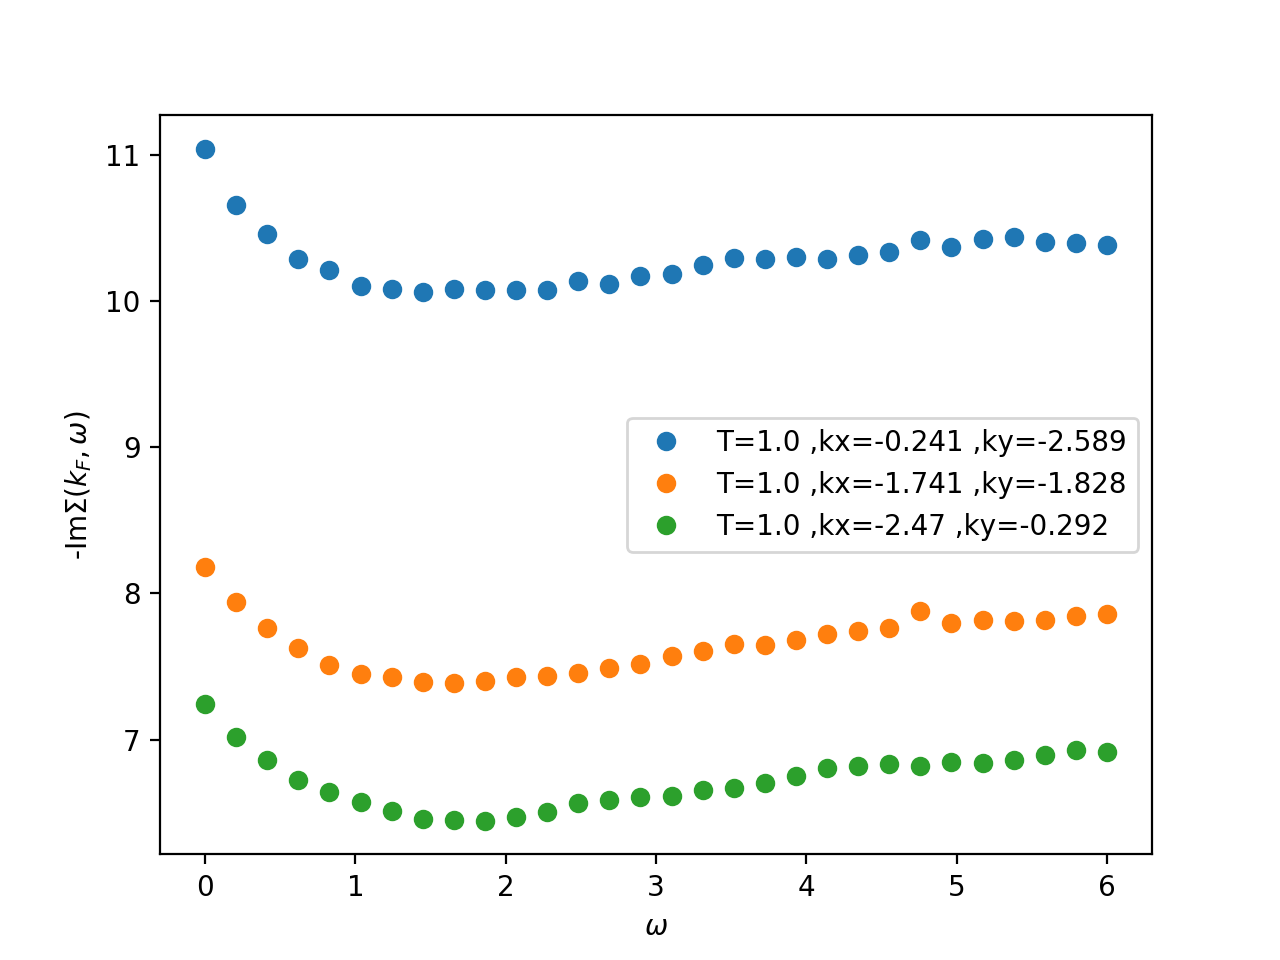 11
10
9
8
7
-ImΣ(k_F, ω)
T=1.0 ,kx=-0.241 ,ky=-2.589
T=1.0 ,kx=-1.741 ,ky=-1.828
T=1.0 ,kx=-2.47 ,ky=-0.292
0 1 2 3 4 5 6
ω